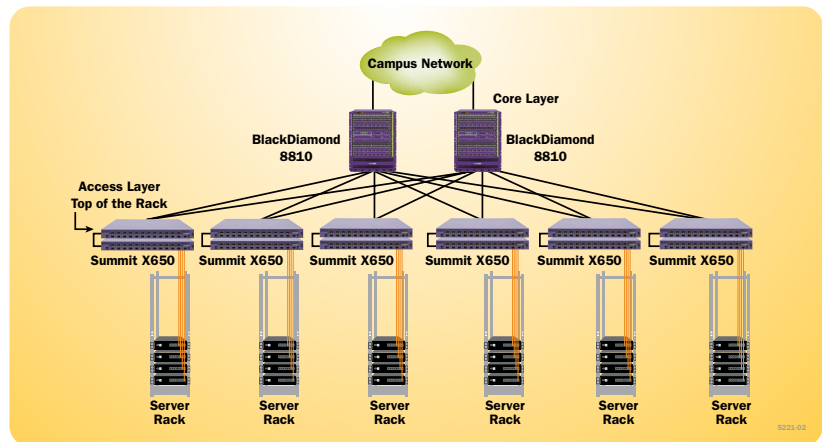 Campus Network
Core Layer
BlackDiamond
8810
BlackDiamond
8810
Access Layer
Top of the Rack
Summit X650
Summit X650
Summit X650
Summit X650
Summit X650
Summit X650
Server
Rack
Server
Rack
Server
Rack
Server
Rack
Server
Rack
Server
Rack
5221-02